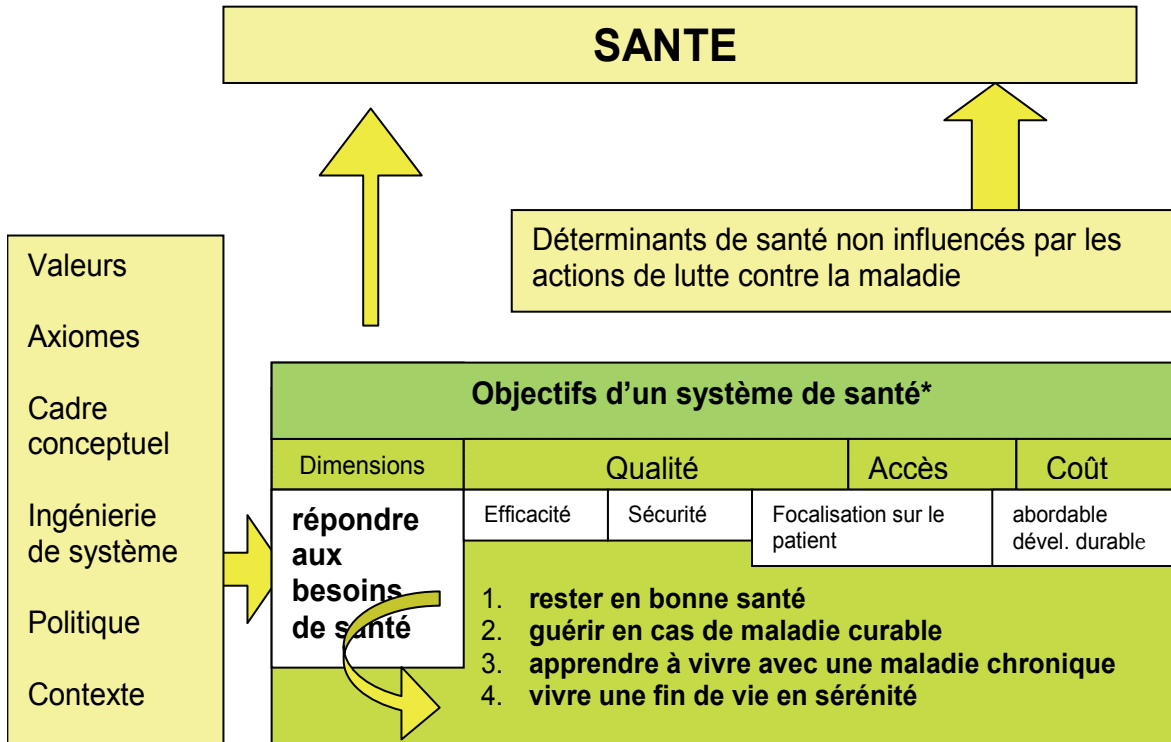 SANTE
Déterminants de santé non influencés par les
actions de lutte contre la maladie
Valeurs
Axiomes
Cadre
conceptuel
Ingénierie
de système
Politique
Contexte
Objectifs d’un système de santé*
Dimensions
Qualité
Accès
Coût
répondre
aux
besoins
de santé
Efficacité
Sécurité
Focalisation sur le
patient
abordable
dével. durable
1. rester en bonne santé
2. guérir en cas de maladie curable
3. apprendre à vivre avec une maladie chronique
4. vivre une fin de vie en sérénité